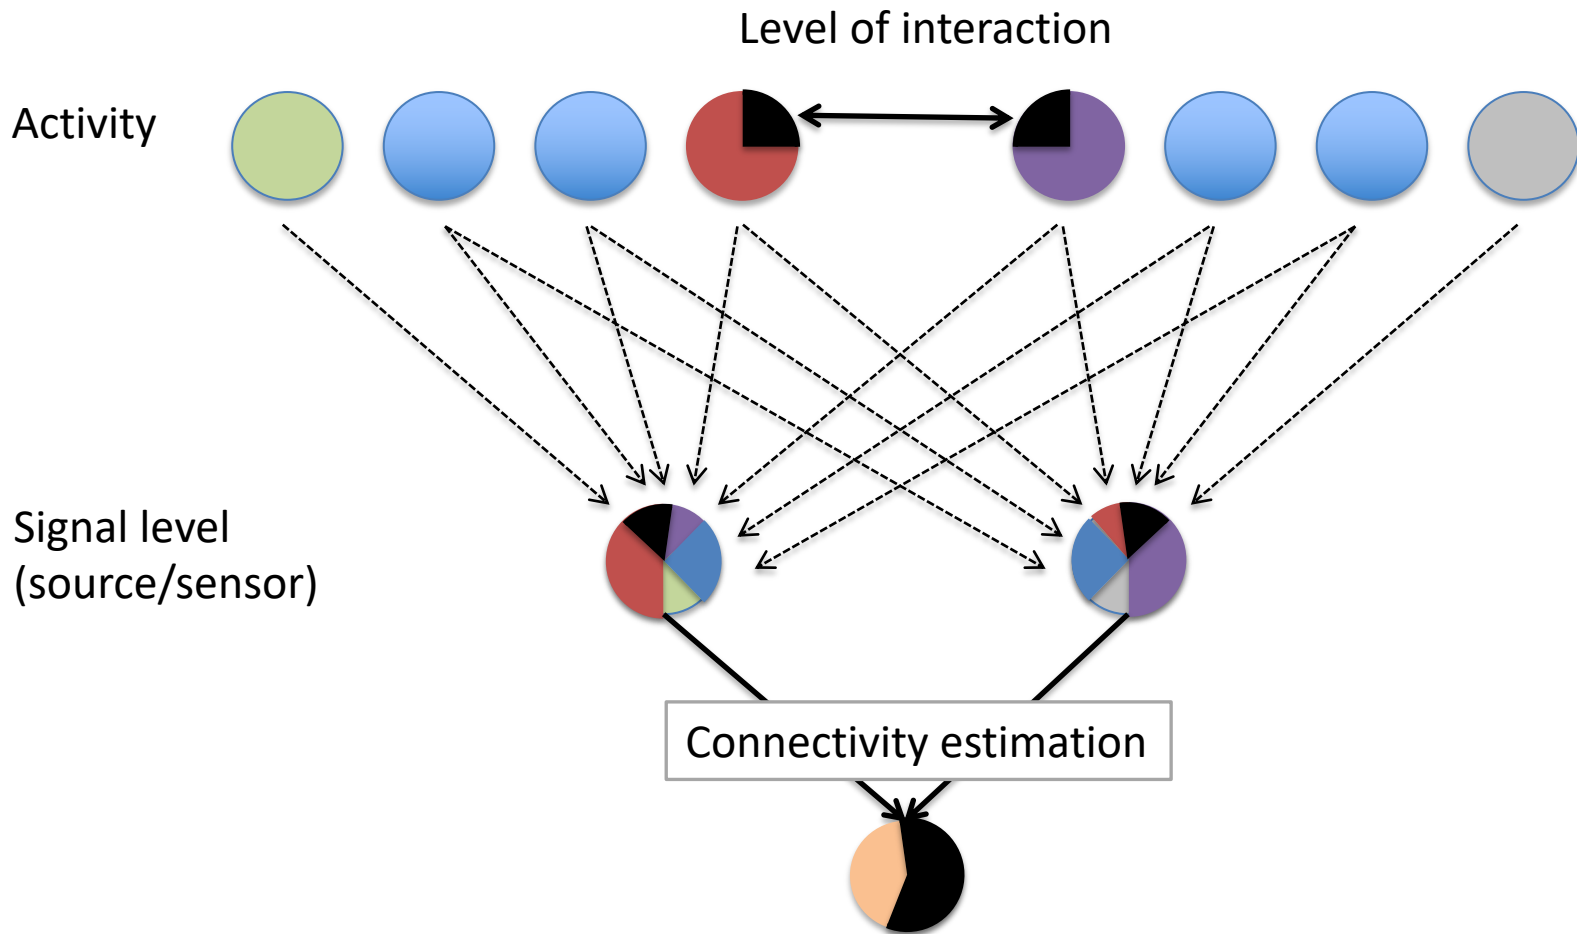 Level of interaction
Activity
Signal level
(source/sensor)
Connectivity estimation